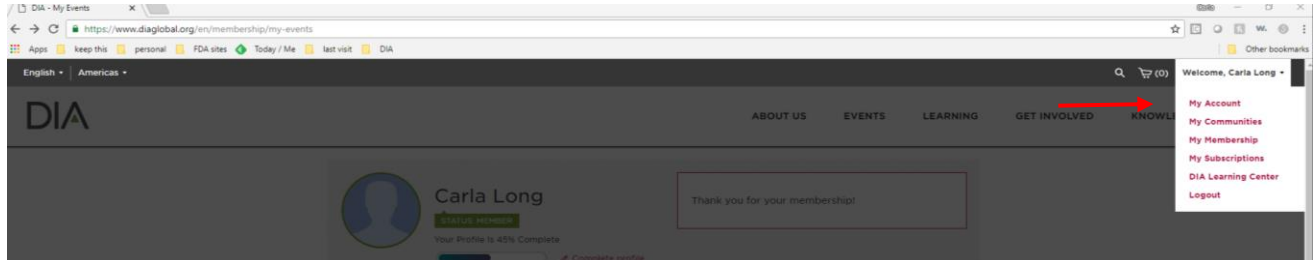 DIA - My Events
https://www.diaglobal.org/en/membership/my-events
Apps keep this personal FDA sites Today / Me last visit DIA Other bookmarks
English Americas (0) Welcome, Carla Long
DIA ABOUT US EVENTS LEARNING GET INVOLVED KNOWL
My Account
My Communities
My Membership
My Subscriptions
DIA Learning Center
Logout
Carla Long
STATUS MEMBER
Your Profile Is 45% Complete
Complete profile
Thank you for your membership!